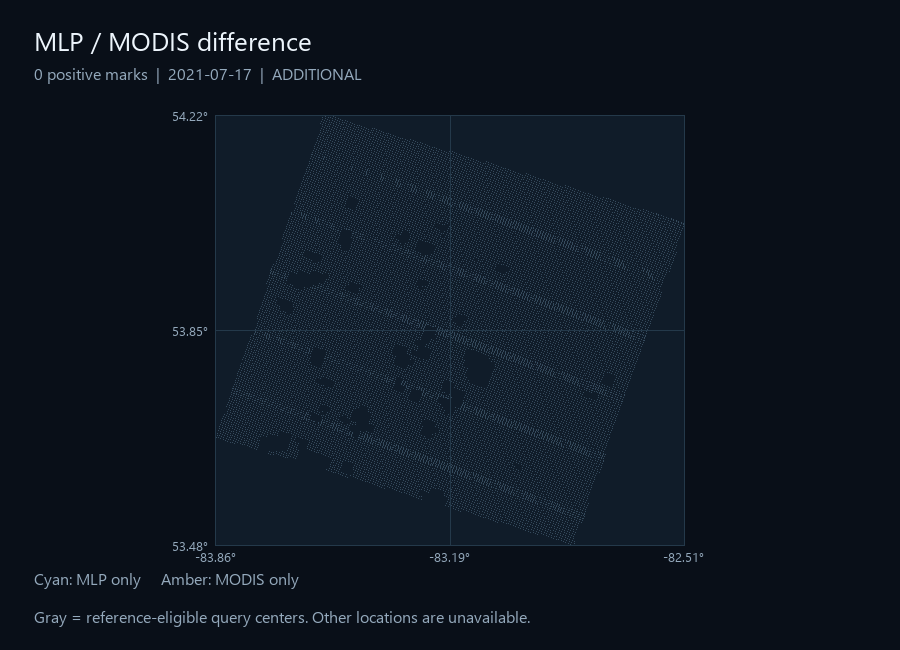 MLP / MODIS difference
0 positive marks | 2021-07-17 | ADDITIONAL
54.22°
53.85°
53.48°
-83.86° -83.19° -82.51°
Cyan: MLP only Amber: MODIS only
Gray = reference-eligible query centers. Other locations are unavailable.